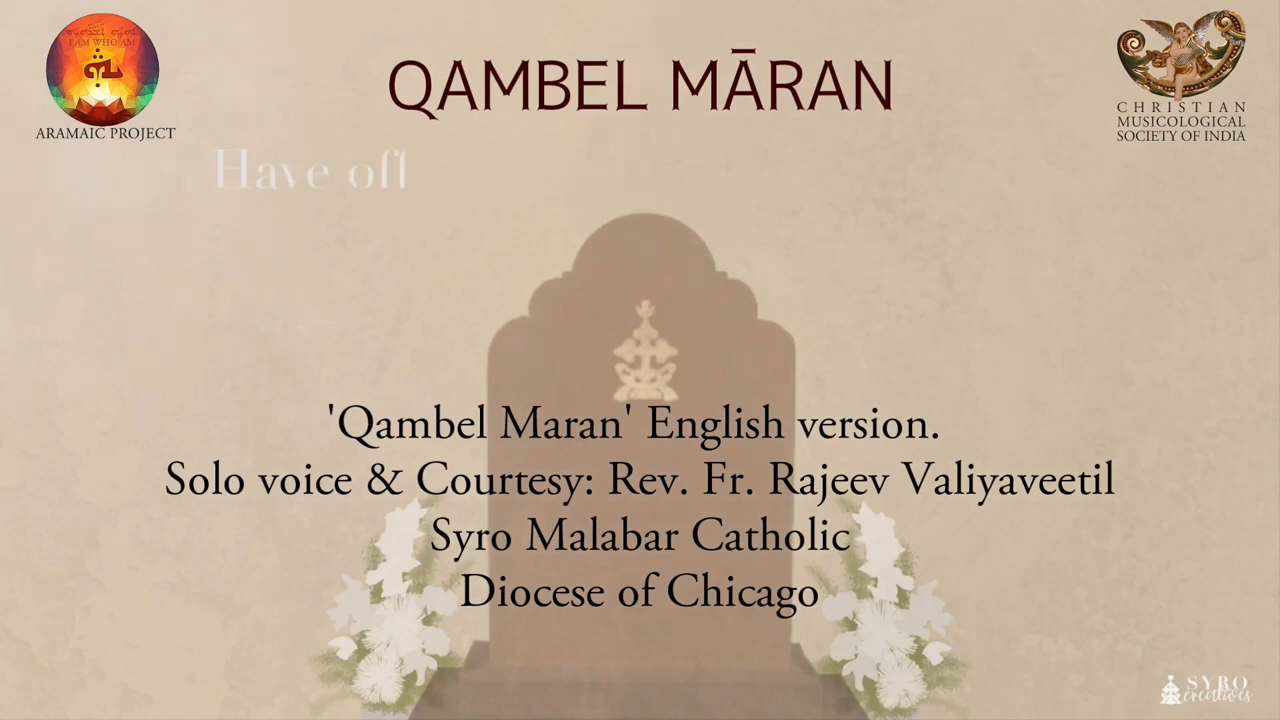 I AM WHO AM
ARAMAIC PROJECT
QAMBEL MĀRAN
CHRISTIAN
MUSICOLOGICAL
SOCIETY OF INDIA
Have
'Qambel Maran' English version.
Solo voice & Courtesy: Rev. Fr. Rajeev Valiyaveetil
Syro Malabar Catholic
Diocese of Chicago
SYRO
creatives